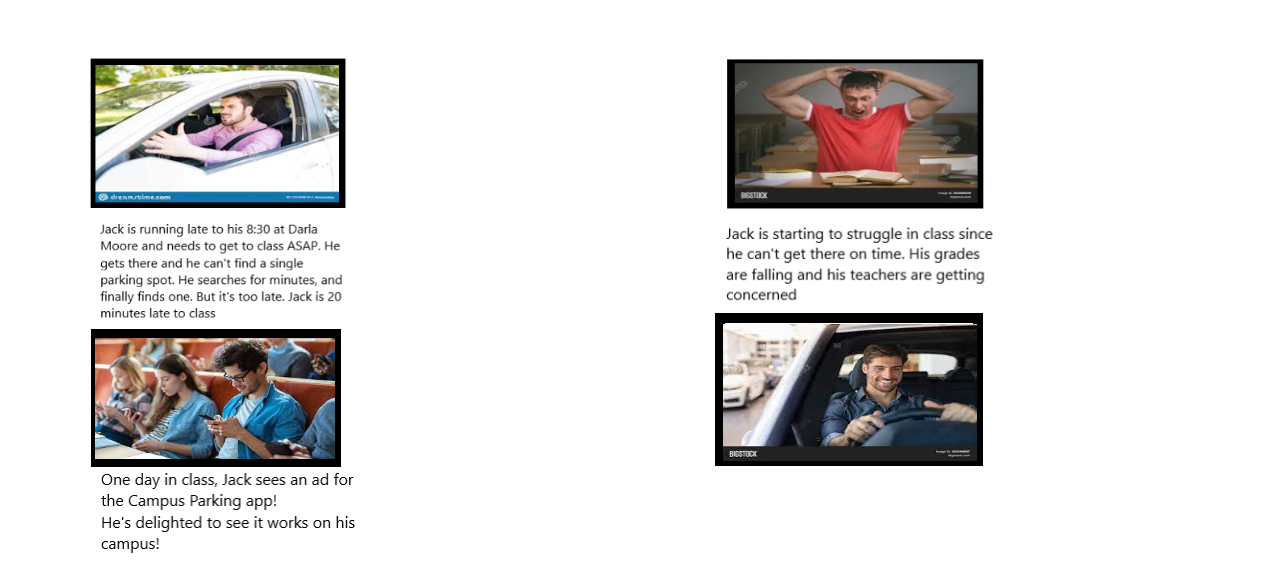 dreamstime.com
Jack is running late to his 8:30 at Darla
Moore and needs to get to class ASAP. He
gets there and he can't find a single
parking spot. He searches for minutes, and
finally finds one. But it's too late. Jack is 20
minutes late to class
BIGSTOCK
Jack is starting to struggle in class since
he can't get there on time. His grades
are falling and his teachers are getting
concerned
One day in class, Jack sees an ad for
the Campus Parking app!
He's delighted to see it works on his
campus!
BIGSTOCK